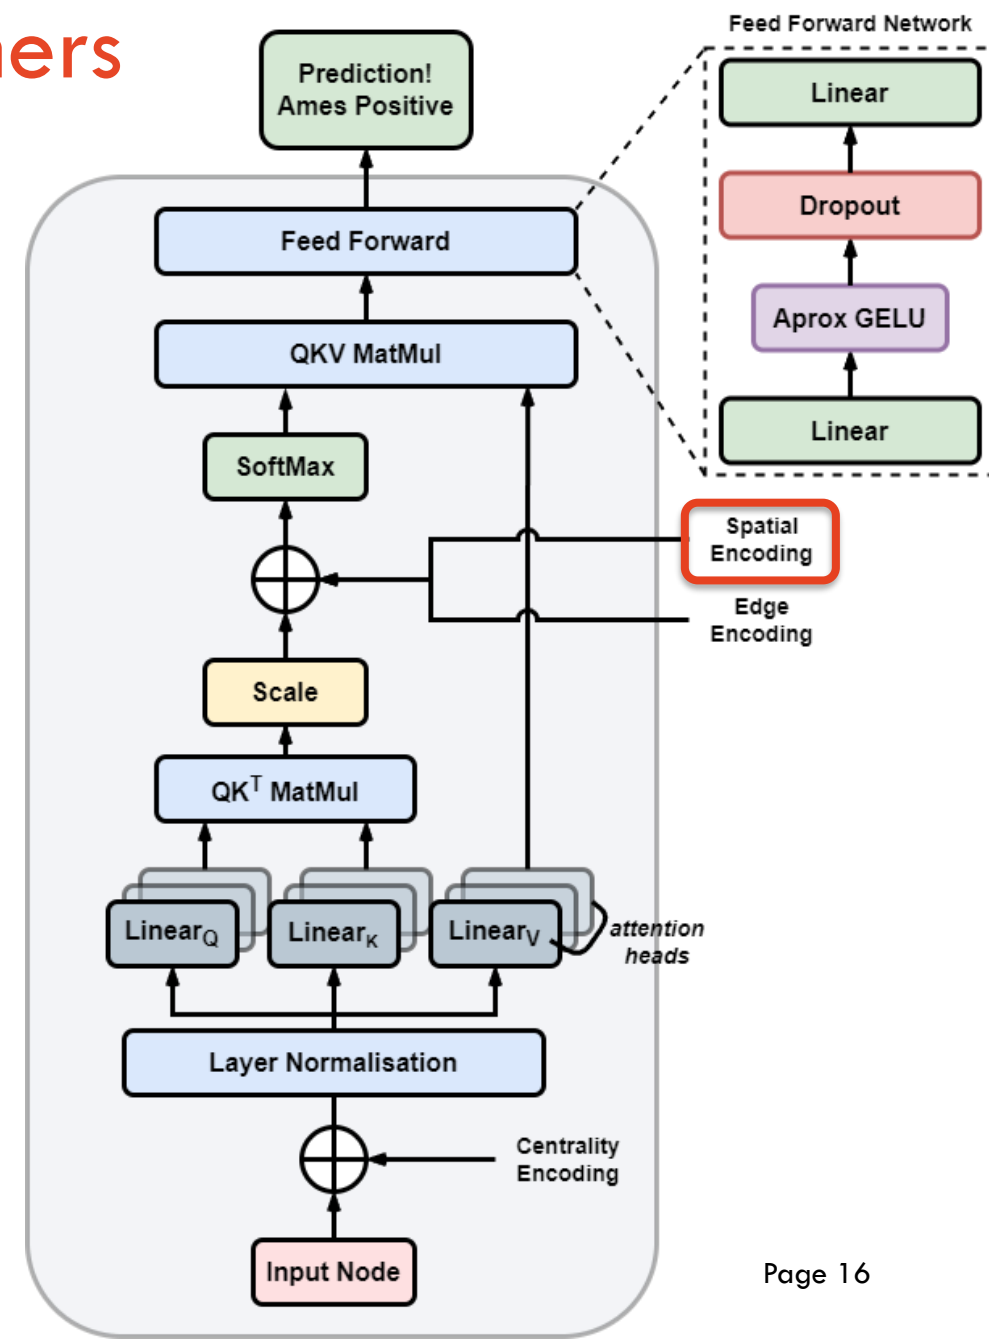 ners
Feed Forward Network
Prediction!
Ames Positive
Linear
Dropout
Feed Forward
Aprox GELU
QKV MatMul
Linear
SoftMax
Spatial
Encoding
Edge
Encoding
Scale
QKᵀ MatMul
LinearQ
LinearK
LinearV
attention
heads
Layer Normalisation
Centrality
Encoding
Input Node
Page 16